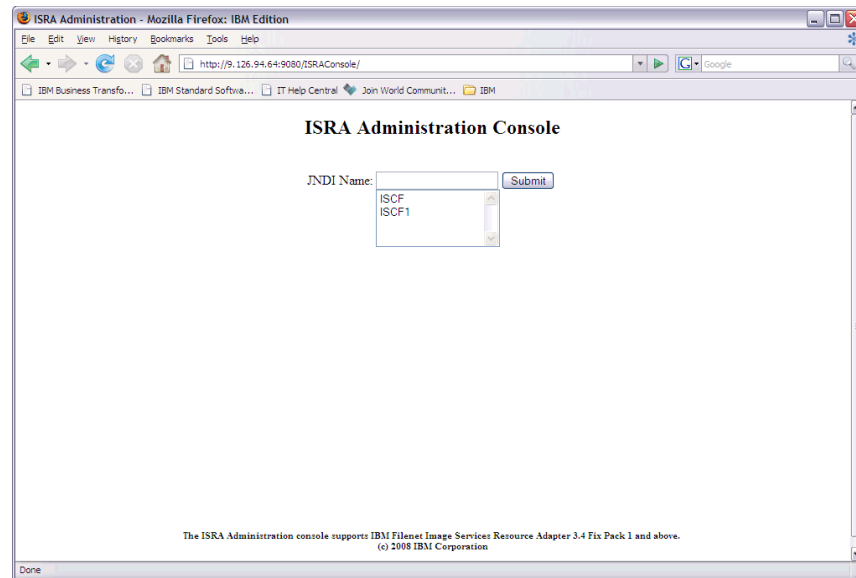 ISRA Administration - Mozilla Firefox: IBM Edition
File Edit View History Bookmarks Tools Help
http://9.126.94.64:9080/ISRAConsole/
G Google
IBM Business Transfo... IBM Standard Softwa... IT Help Central Join World Communit... IBM
ISRA Administration Console
JNDI Name: Submit
ISCF
ISCF1
The ISRA Administration console supports IBM Filenet Image Services Resource Adapter 3.4 Fix Pack 1 and above.
(c) 2008 IBM Corporation
Done